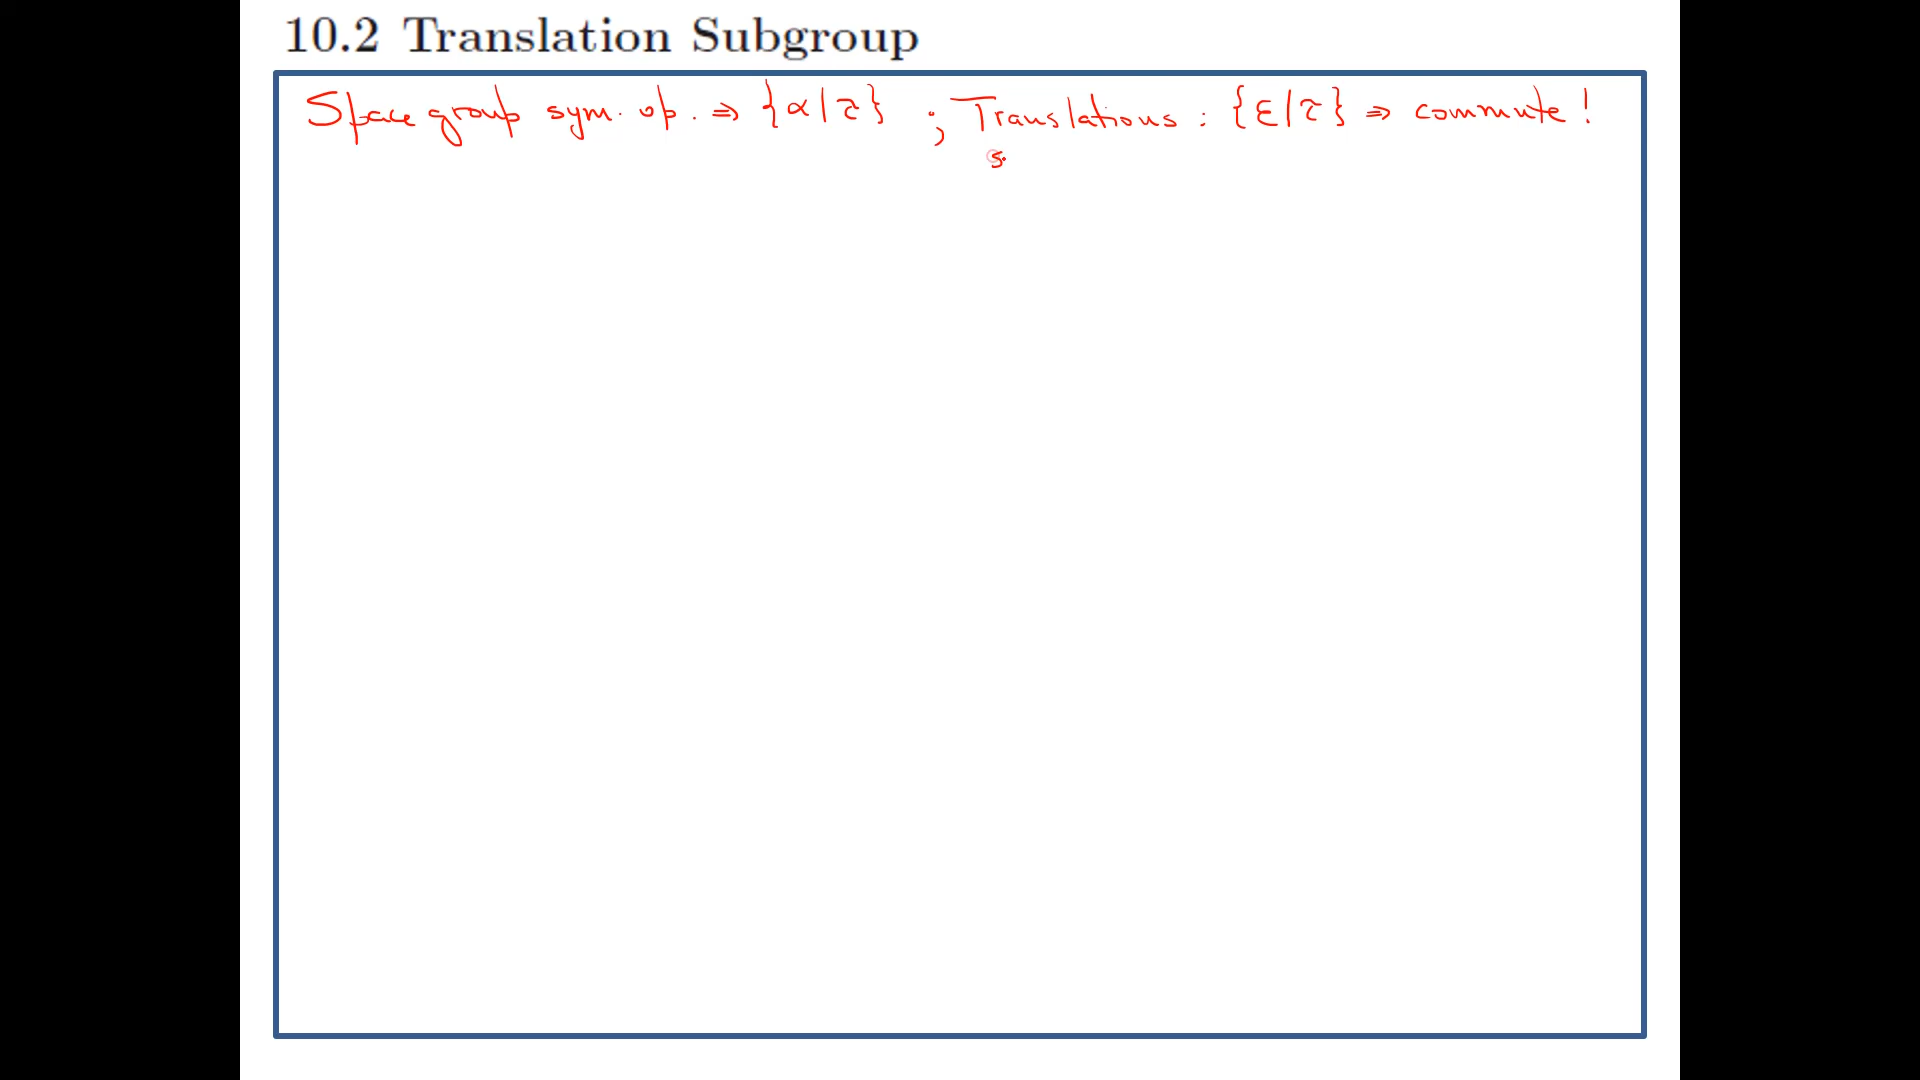 10.2 Translation Subgroup
Space group sym. op. ⇒ {α|τ} ; Translations : {ε|τ} ⇒ commute !
s.